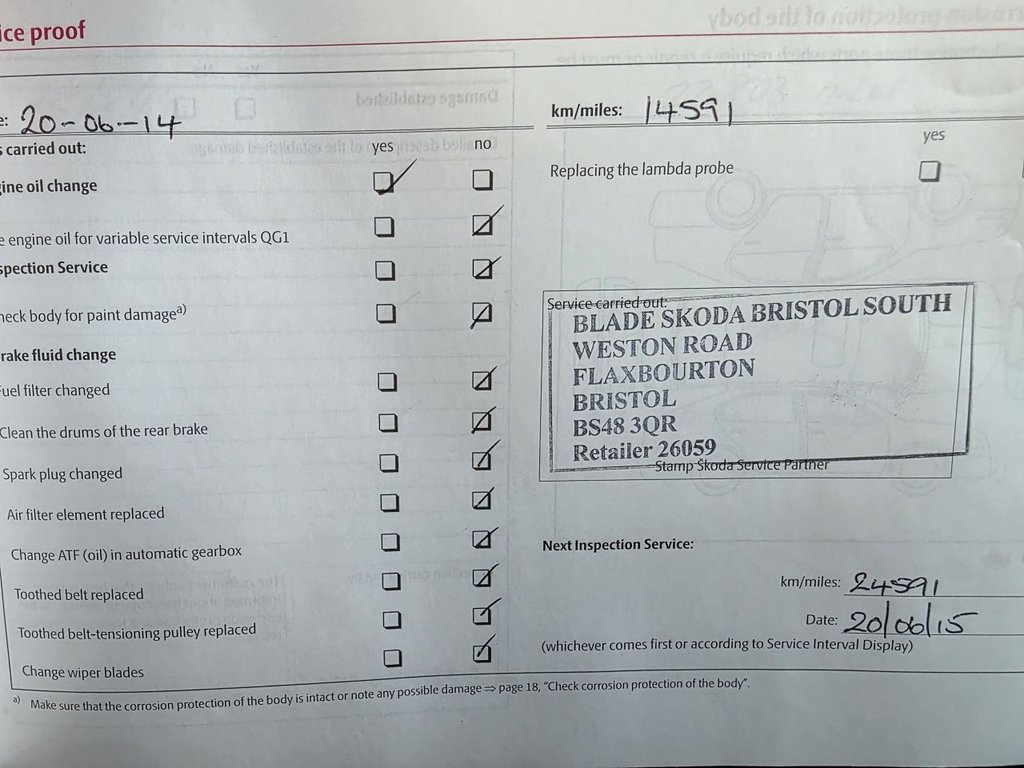 ice proof
e: 20-06-14
km/miles: 14591
s carried out:
yes no
yes
gine oil change
Replacing the lambda probe
e engine oil for variable service intervals QG1
spection Service
heck body for paint damage a)
rake fluid change
Fuel filter changed
Clean the drums of the rear brake
Spark plug changed
Air filter element replaced
Change ATF (oil) in automatic gearbox
Toothed belt replaced
Toothed belt-tensioning pulley replaced
Change wiper blades
Service carried out:
BLADE SKODA BRISTOL SOUTH
WESTON ROAD
FLAXBOURTON
BRISTOL
BS48 3QR
Retailer 26059
Stamp Škoda Service Partner
Next Inspection Service:
km/miles: 24591
Date: 20/06/15
(whichever comes first or according to Service Interval Display)
a) Make sure that the corrosion protection of the body is intact or note any possible damage ⇒ page 18, "Check corrosion protection of the body".